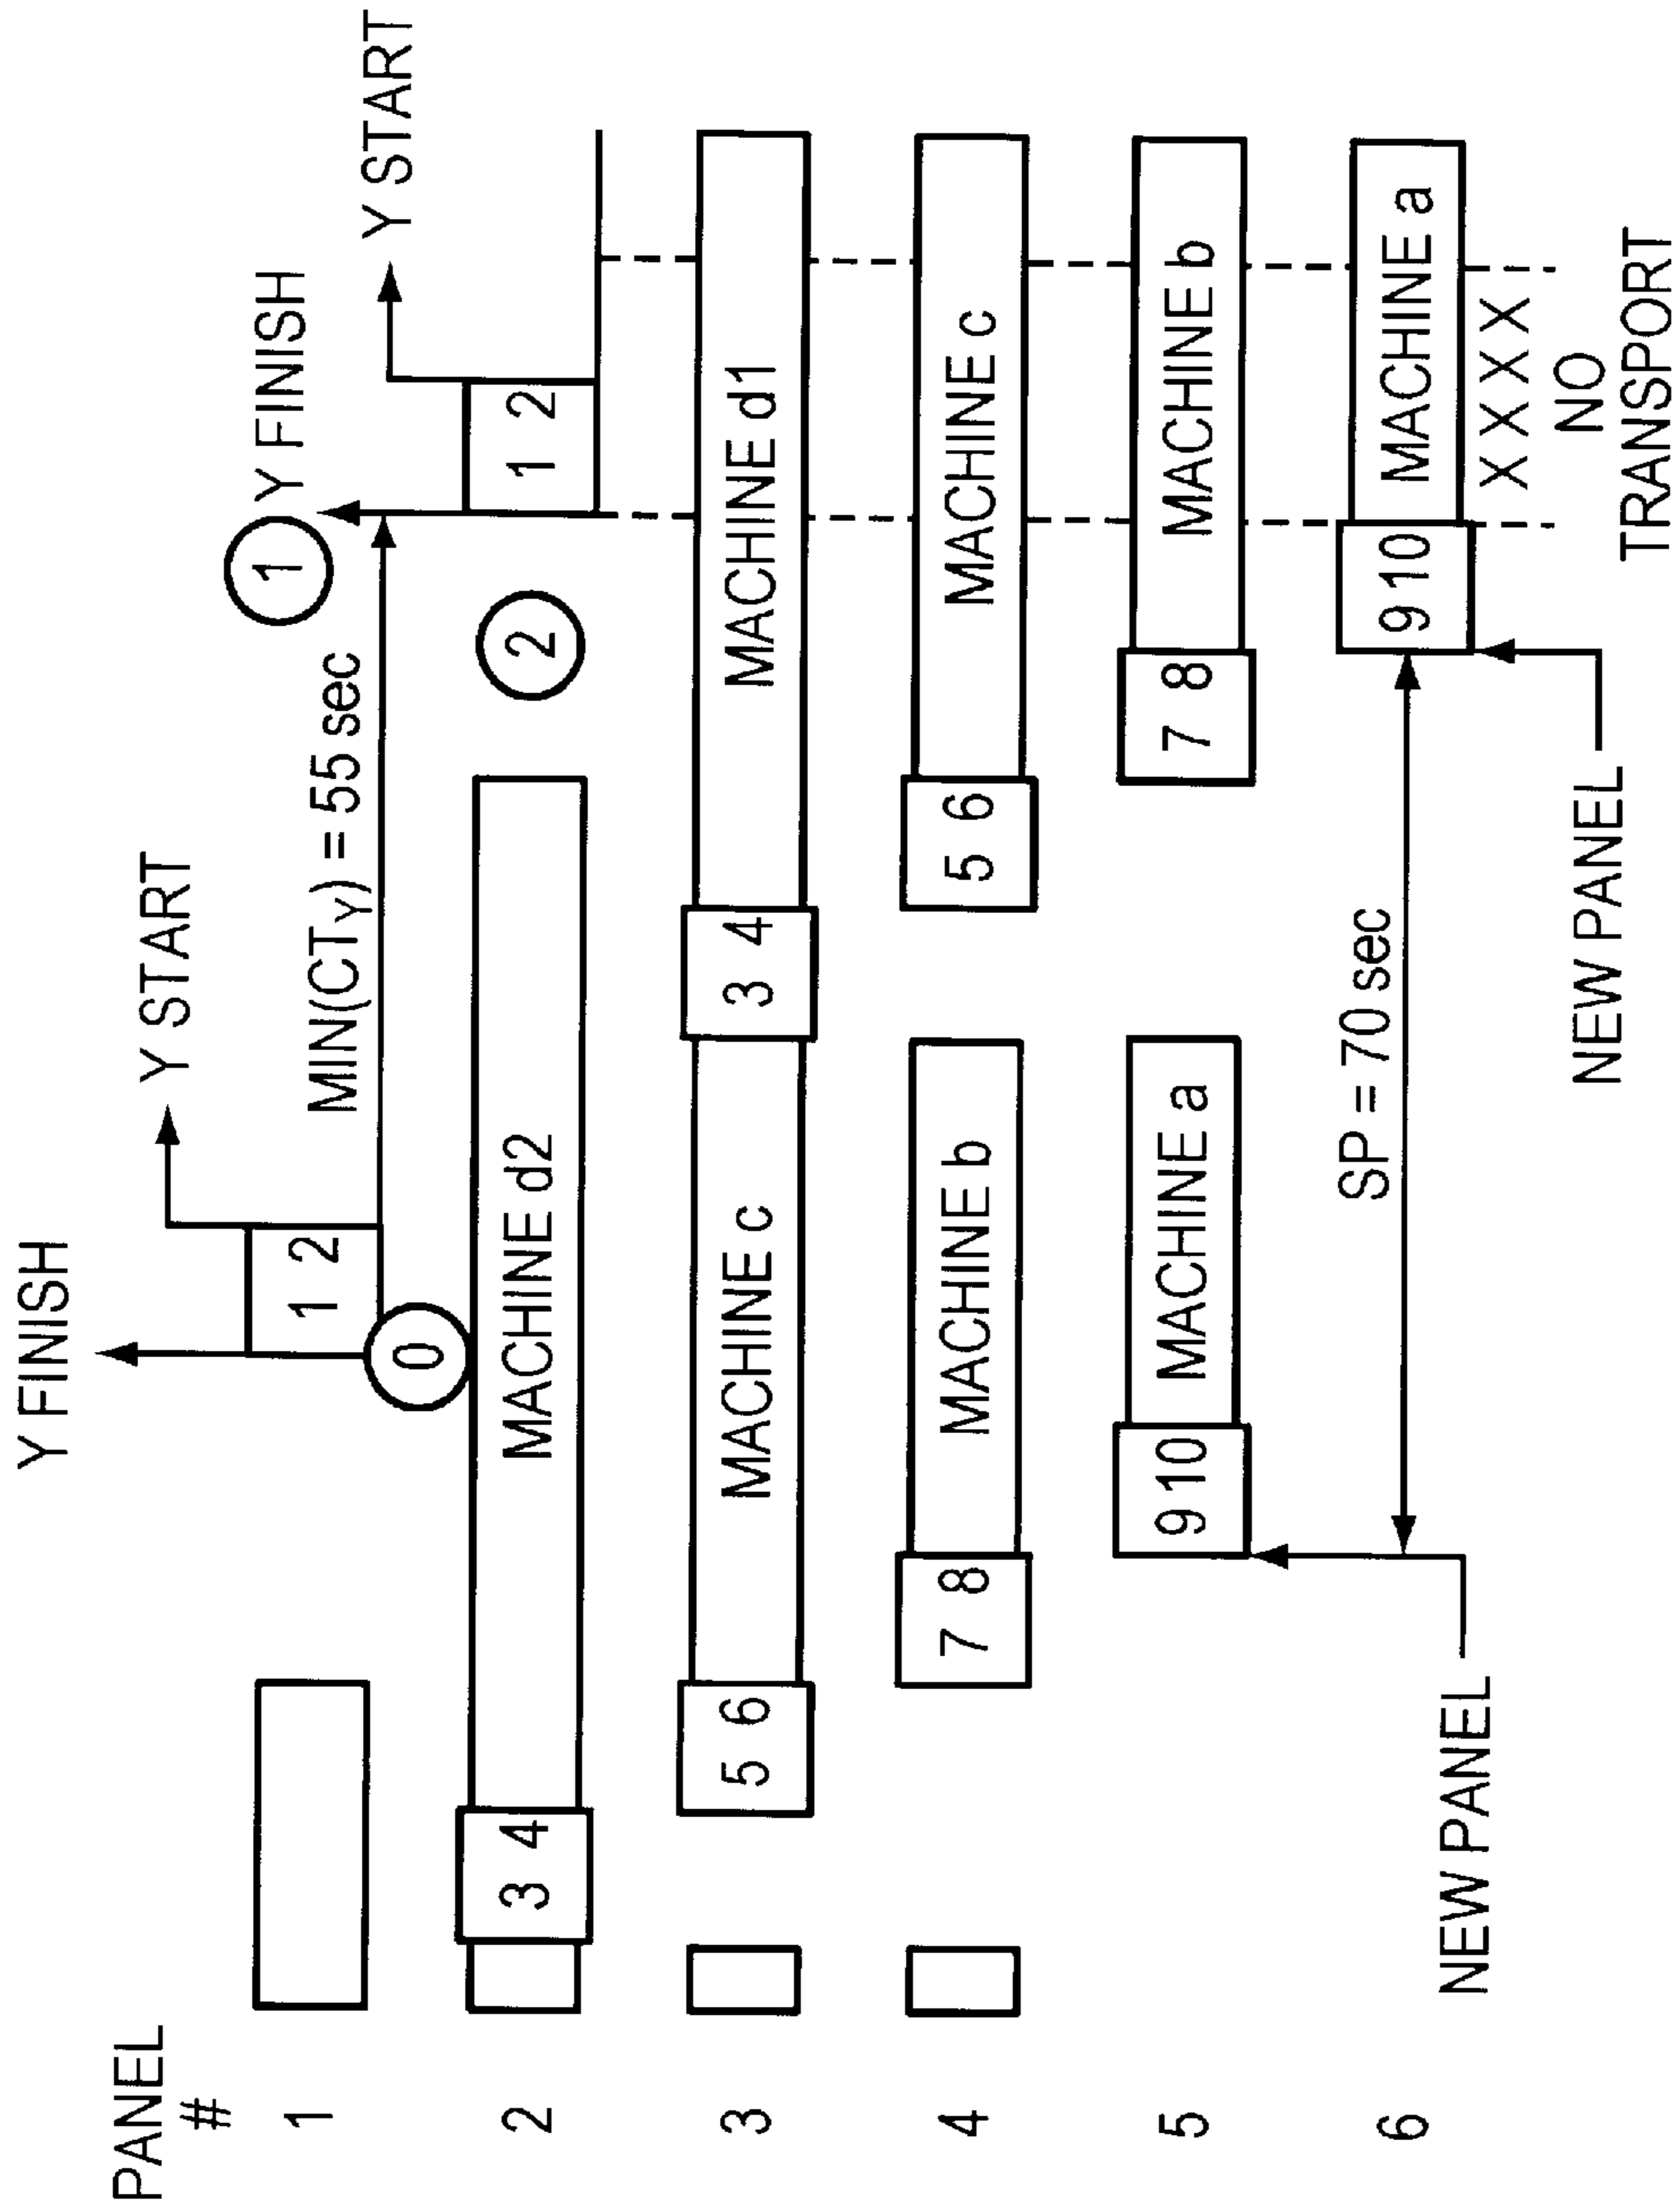 Y FINISH
Y START
Y FINISH
Y START
PANEL
#
1
1 2
MIN(CTY) = 55 sec
1
0
2
3 4
MACHINE d2
2
1 2
3
5 6
MACHINE c
3 4
MACHINE d1
4
7 8
MACHINE b
5 6
MACHINE c
5
9 10
MACHINE a
7 8
MACHINE b
6
SP = 70 sec
9 10
MACHINE a
NEW PANEL
NEW PANEL
X X X X
NO
TRANSPORT